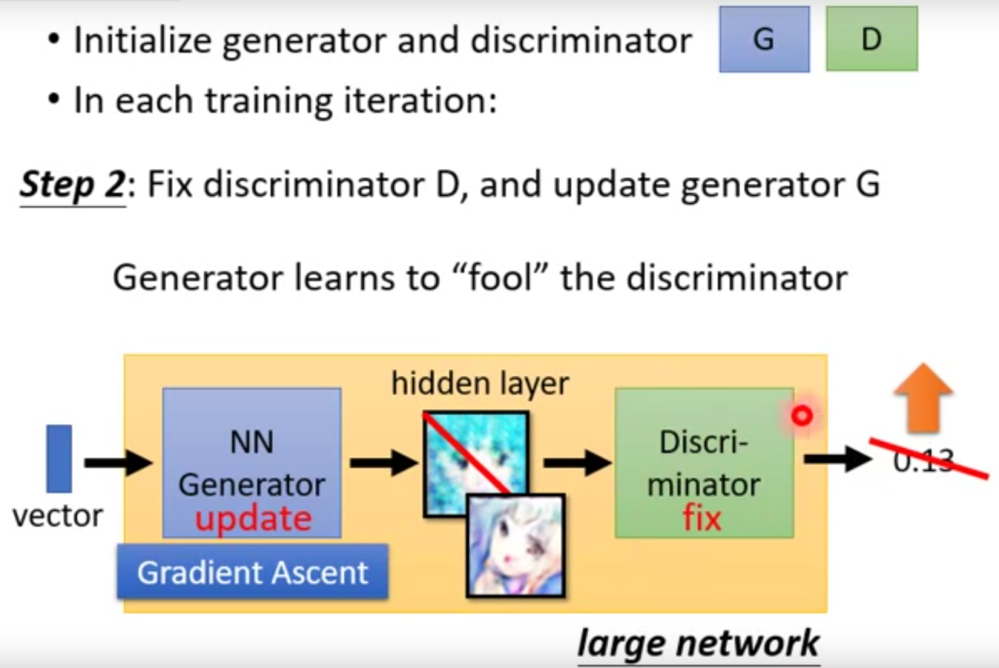 • Initialize generator and discriminator G D
• In each training iteration:
Step 2: Fix discriminator D, and update generator G
Generator learns to “fool” the discriminator
hidden layer
vector
NN
Generator
update
Gradient Ascent
Discri-
minator
fix
0.13
large network